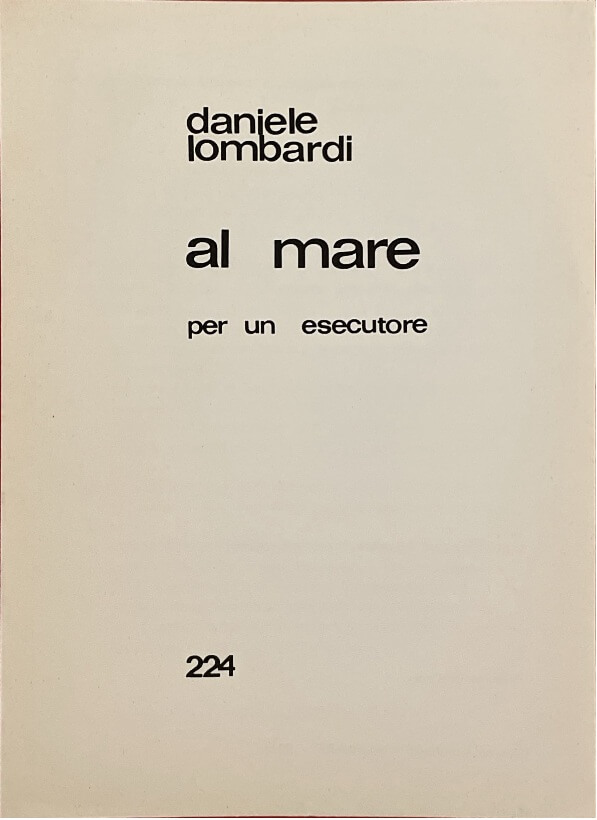 daniele
lombardi
al mare
per un esecutore
224